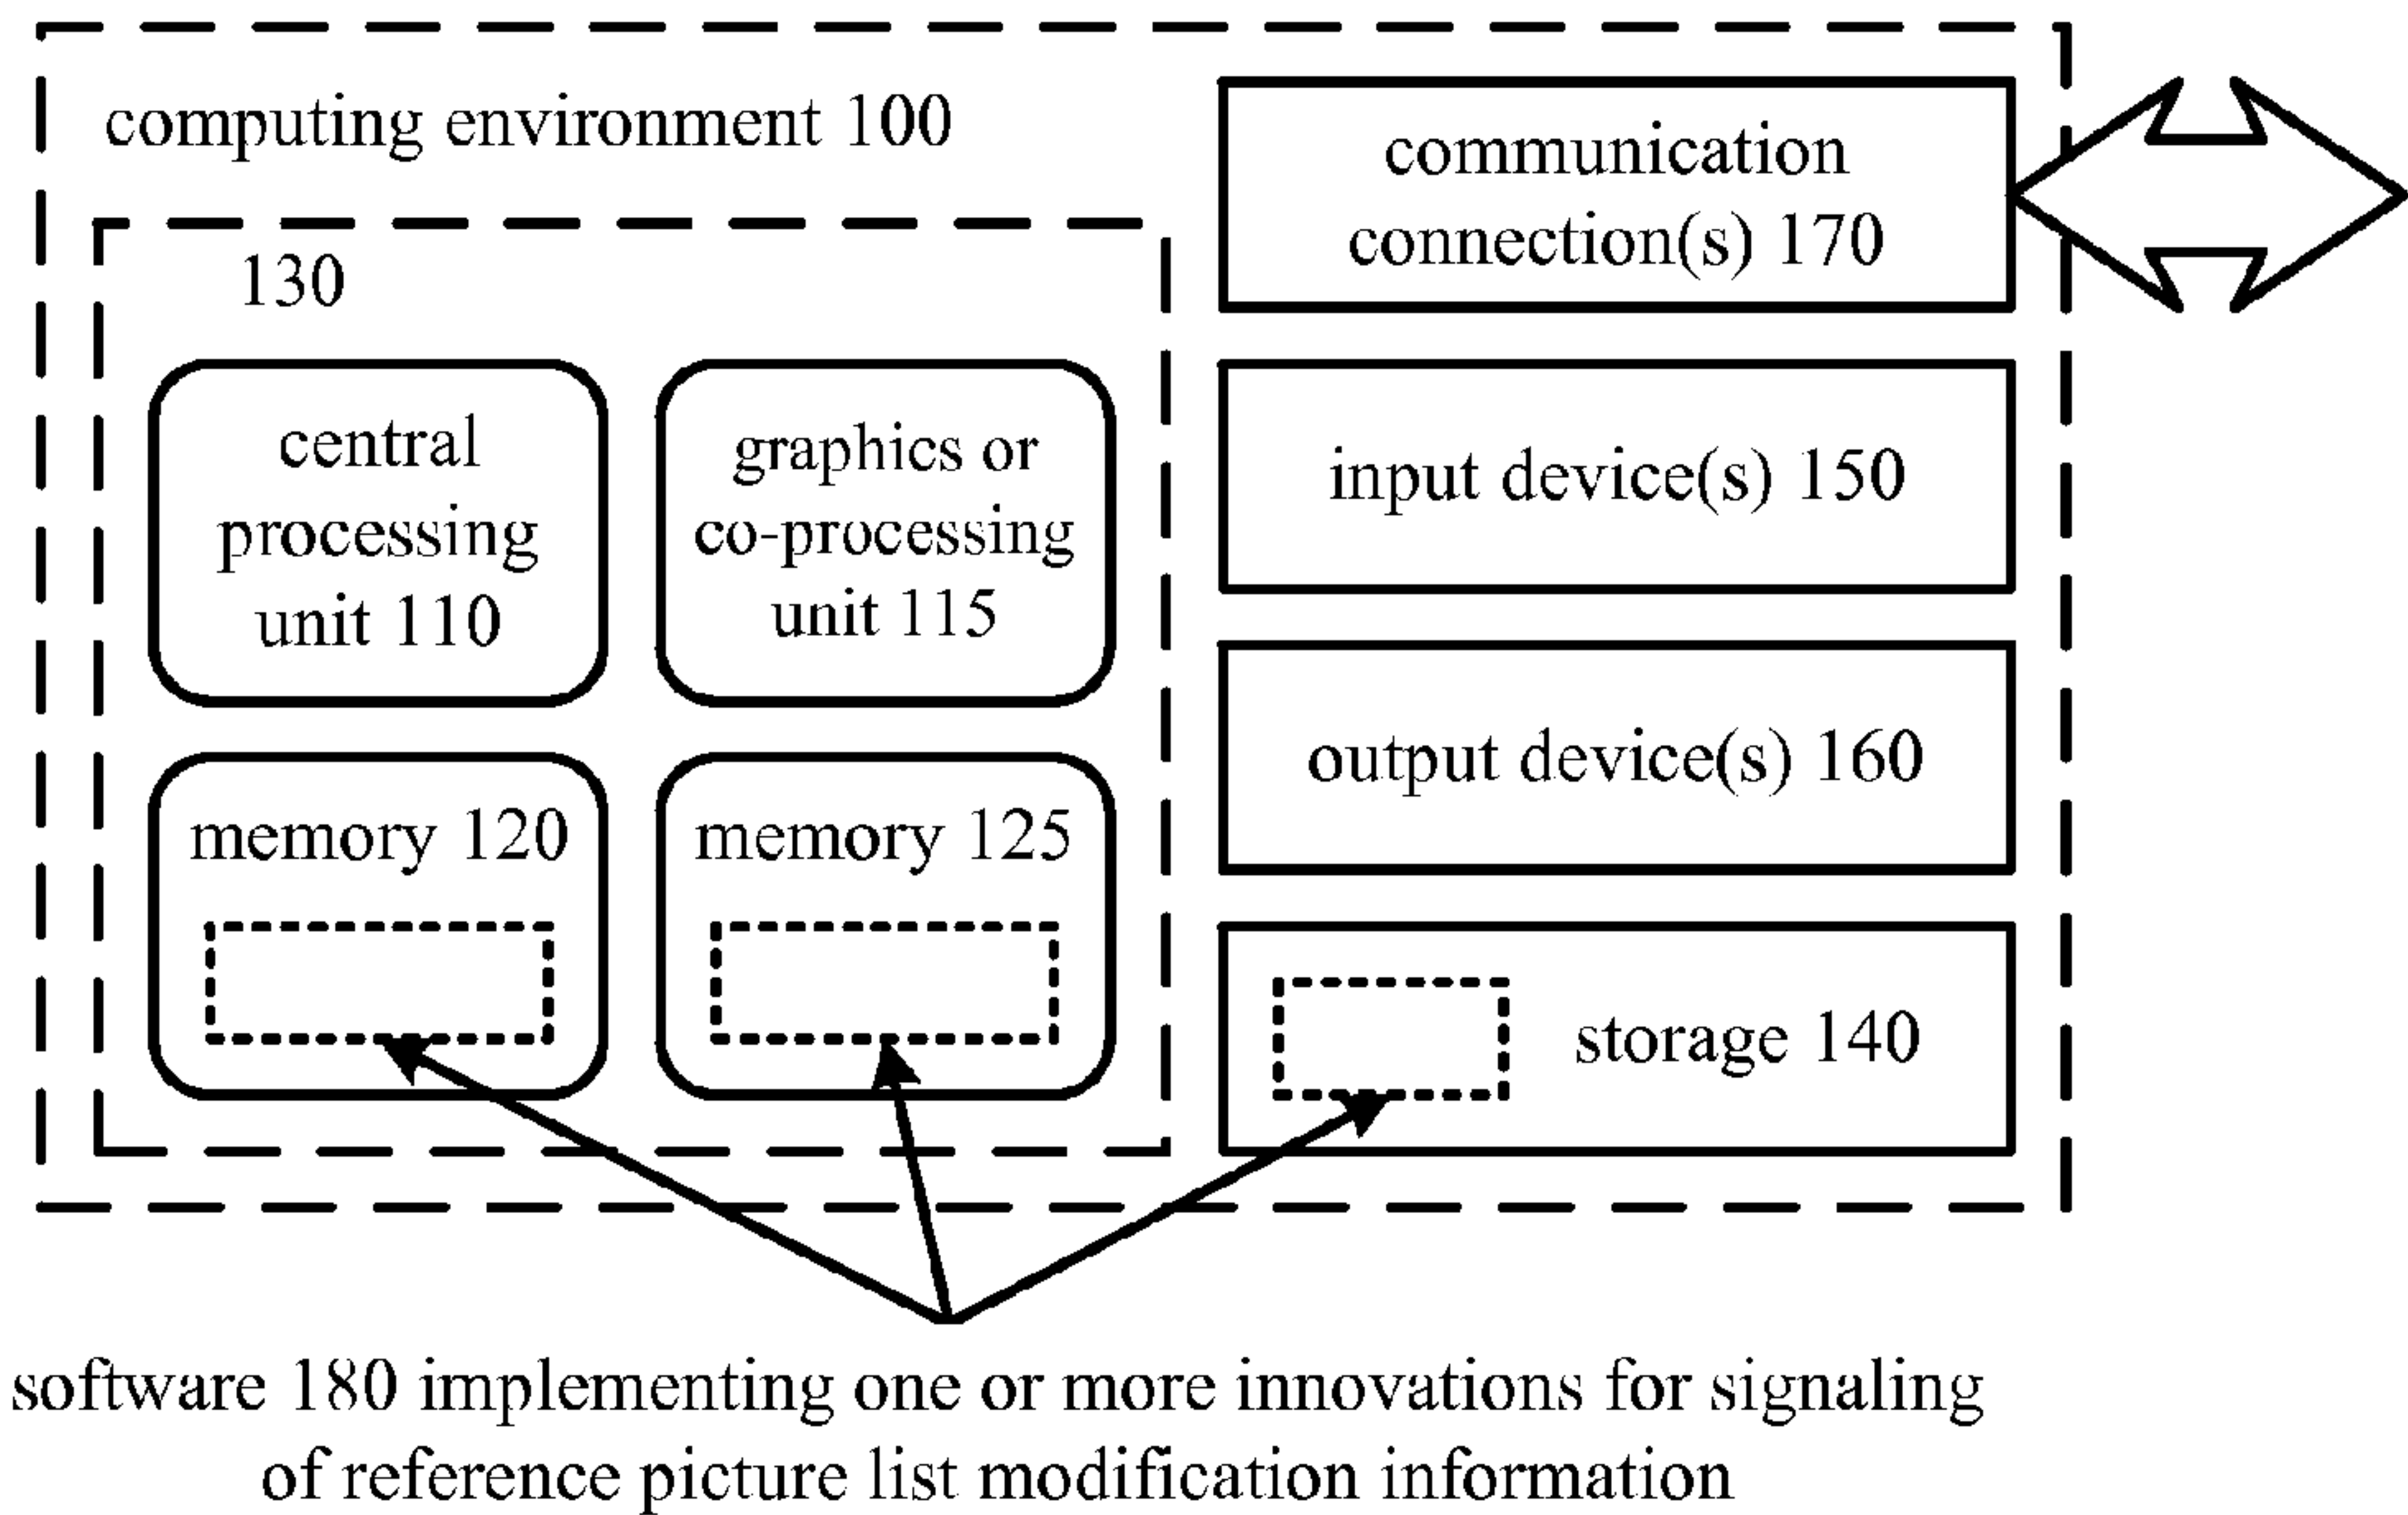 computing environment 100
130
central
processing
unit 110
graphics or
co-processing
unit 115
memory 120
memory 125
communication
connection(s) 170
input device(s) 150
output device(s) 160
storage 140
software 180 implementing one or more innovations for signaling
of reference picture list modification information